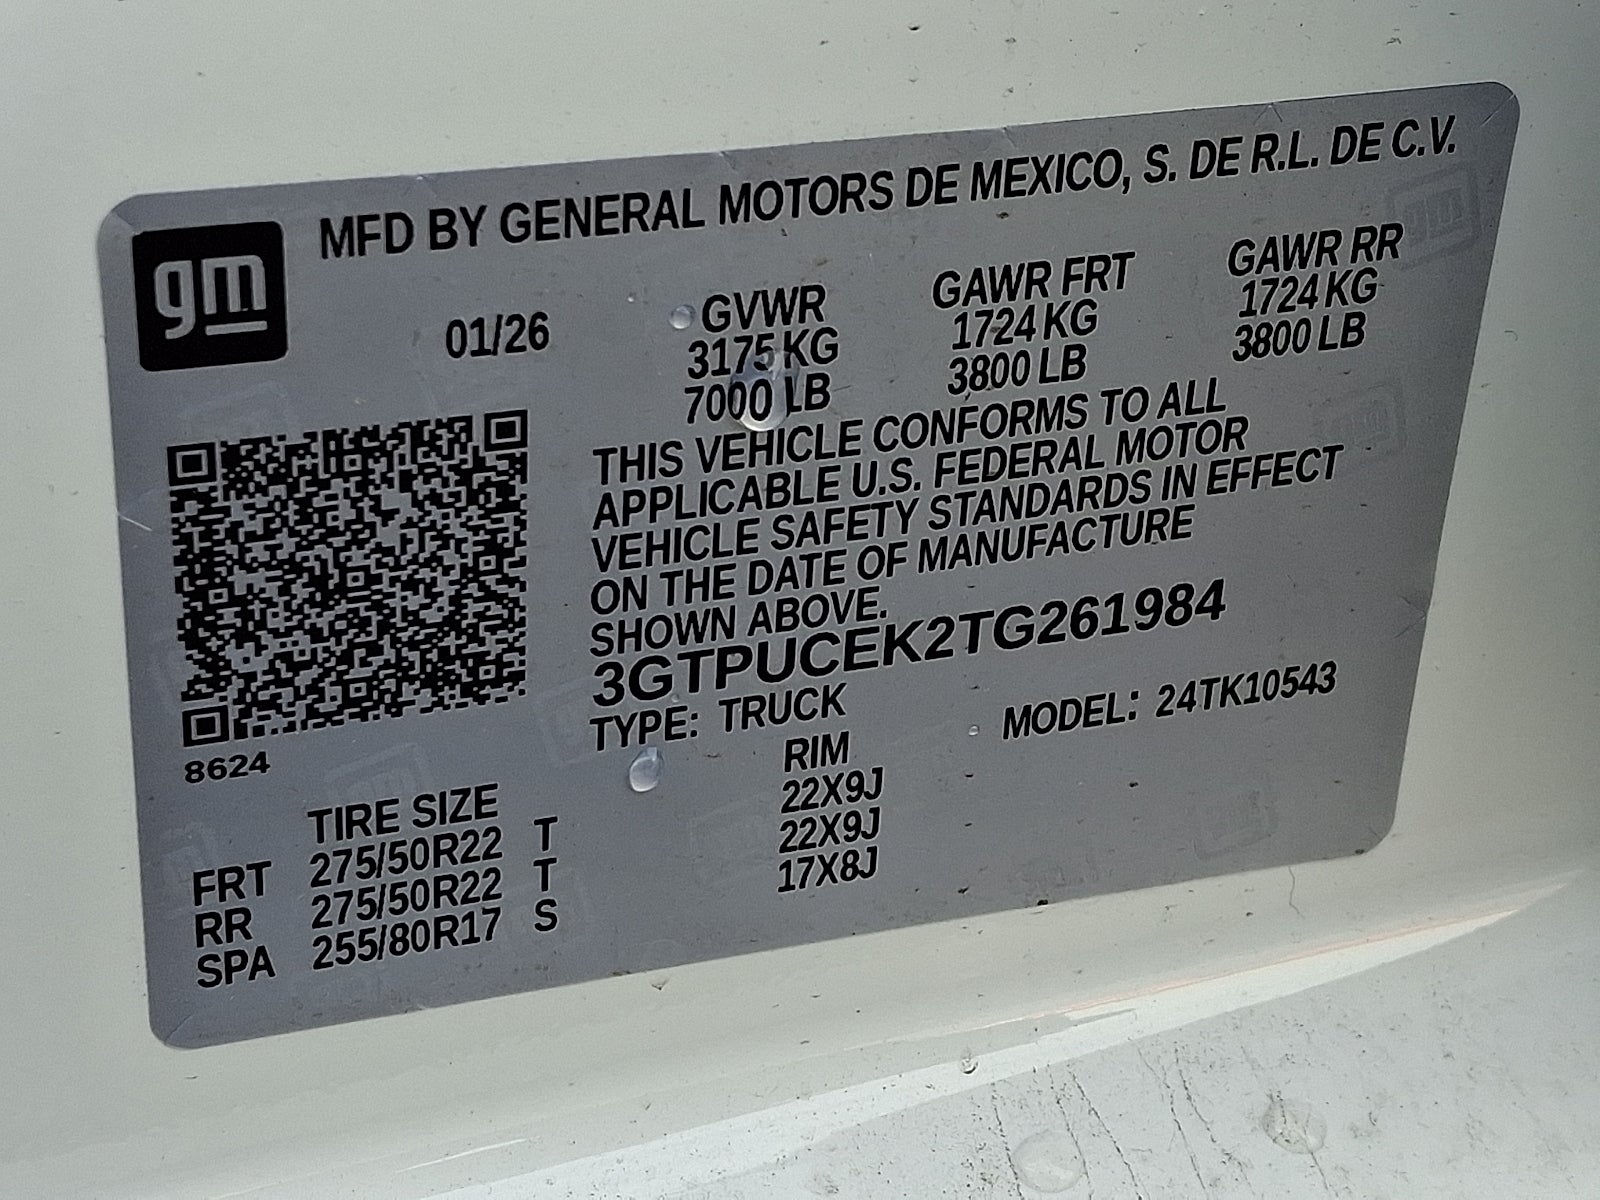 gm
MFD BY GENERAL MOTORS DE MEXICO, S. DE R.L. DE C.V.
01/26
GVWR GAWR FRT GAWR RR
3175 KG 1724 KG 1724 KG
7000 LB 3800 LB 3800 LB
THIS VEHICLE CONFORMS TO ALL
APPLICABLE U.S. FEDERAL MOTOR
VEHICLE SAFETY STANDARDS IN EFFECT
ON THE DATE OF MANUFACTURE
SHOWN ABOVE.
3GTPUCEK2TG261984
TYPE: TRUCK MODEL: 24TK10543
8624
TIRE SIZE RIM
FRT 275/50R22 T 22X9J
RR 275/50R22 T 22X9J
SPA 255/80R17 S 17X8J